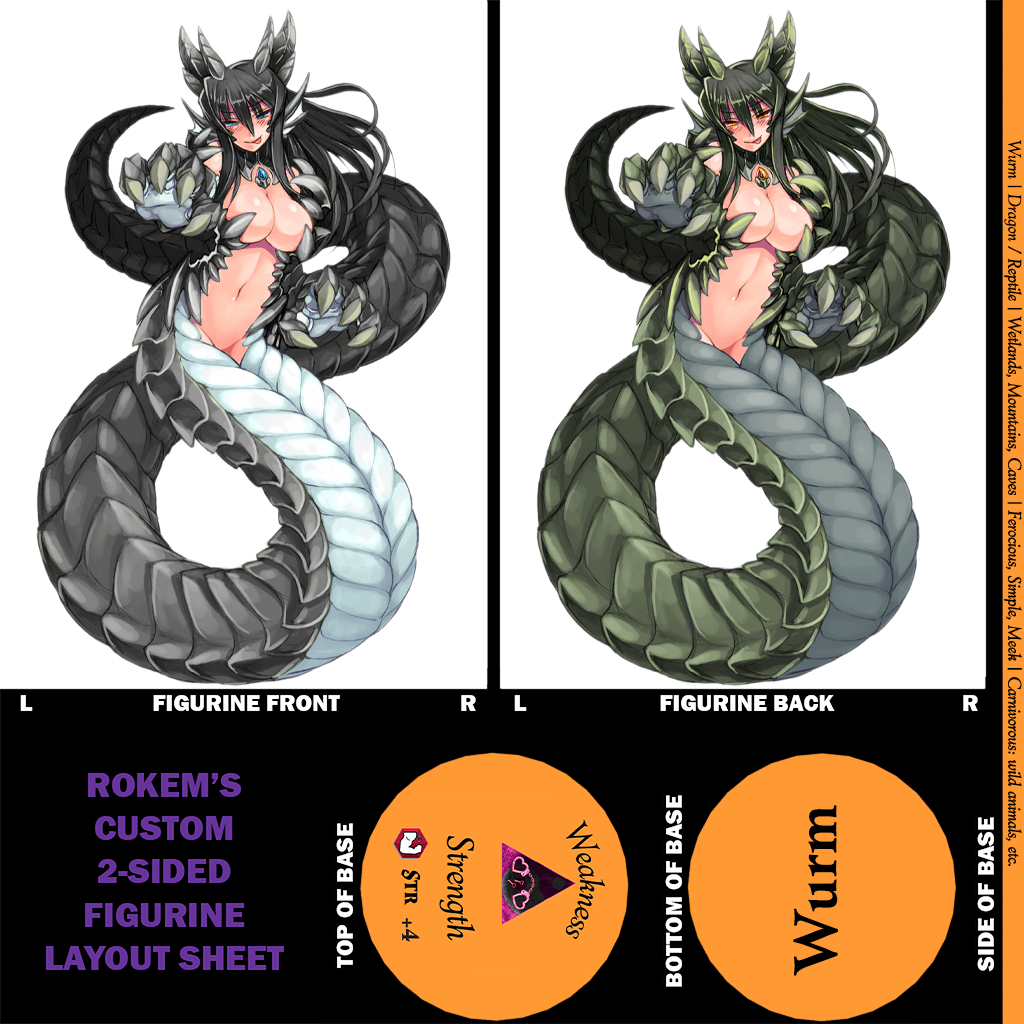 Wurm | Dragon / Reptile | Wetlands, Mountains, Caves | Ferocious, Simple, Meek | Carnivorous: wild animals, etc.
L FIGURINE FRONT R
L FIGURINE BACK R
ROKEM'S
CUSTOM
2-SIDED
FIGURINE
LAYOUT SHEET
TOP OF BASE
Weakness
Strength
STR +4
BOTTOM OF BASE
Wurm
SIDE OF BASE